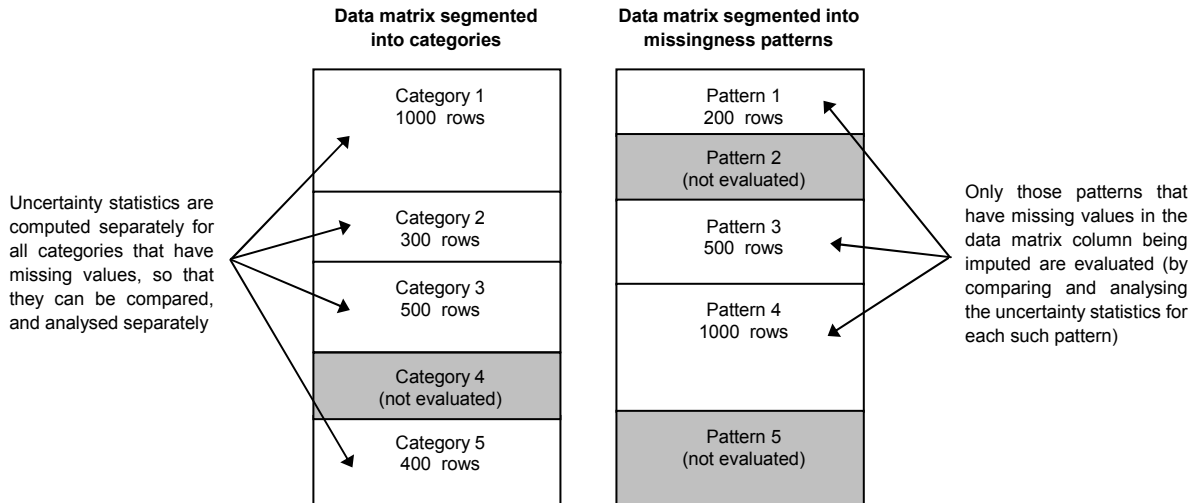 Data matrix segmented
into categories
Data matrix segmented into
missingness patterns
Uncertainty statistics are
computed separately for
all categories that have
missing values, so that
they can be compared,
and analysed separately
Category 1
1000 rows
Category 2
300 rows
Category 3
500 rows
Category 4
(not evaluated)
Category 5
400 rows
Pattern 1
200 rows
Pattern 2
(not evaluated)
Pattern 3
500 rows
Pattern 4
1000 rows
Pattern 5
(not evaluated)
Only those patterns that
have missing values in the
data matrix column being
imputed are evaluated (by
comparing and analysing
the uncertainty statistics for
each such pattern)